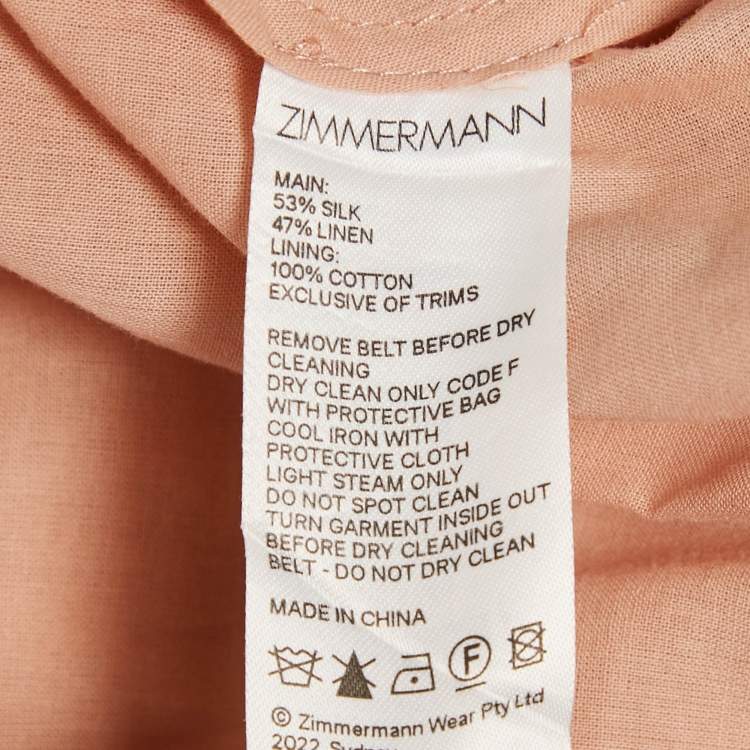 ZIMMERMANN
MAIN:
53% SILK
47% LINEN
LINING:
100% COTTON
EXCLUSIVE OF TRIMS
REMOVE BELT BEFORE DRY
CLEANING
DRY CLEAN ONLY CODE F
WITH PROTECTIVE BAG
COOL IRON WITH
PROTECTIVE CLOTH
LIGHT STEAM ONLY
DO NOT SPOT CLEAN
TURN GARMENT INSIDE OUT
BEFORE DRY CLEANING
BELT - DO NOT DRY CLEAN
MADE IN CHINA
F
© Zimmermann Wear Pty Ltd
2022 Sydney